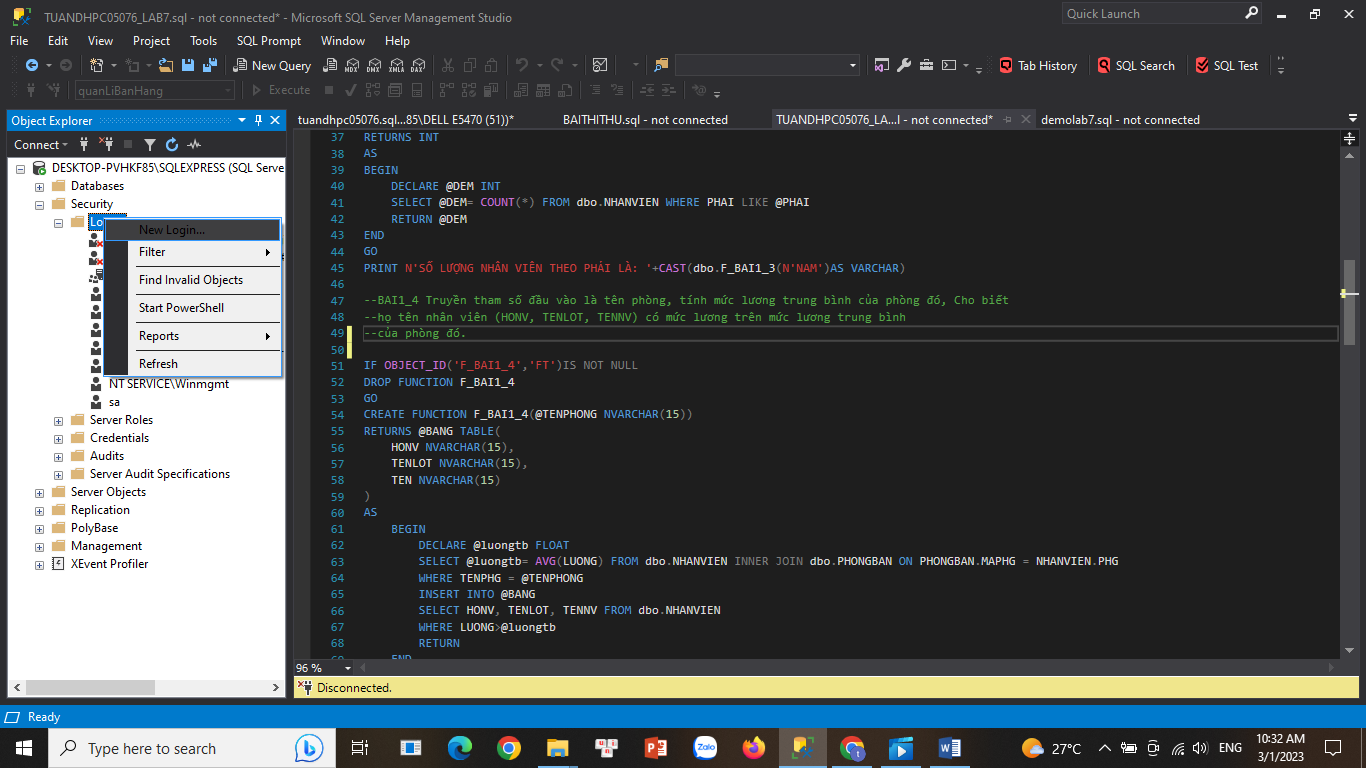 TUANDHPC05076_LAB7.sql - not connected* - Microsoft SQL Server Management Studio
Quick Launch
File Edit View Project Tools SQL Prompt Window Help
New Query
MDX DMX XMLA DAX
Tab History SQL Search SQL Test
quanLiBanHang
Execute
Object Explorer
Connect
DESKTOP-PVHKF85\SQLEXPRESS (SQL Serve
Databases
Security
Lo
New Login...
Filter
Find Invalid Objects
Start PowerShell
Reports
Refresh
NT SERVICE\Winmgmt
sa
Server Roles
Credentials
Audits
Server Audit Specifications
Server Objects
Replication
PolyBase
Management
XEvent Profiler
tuandhpc05076.sql...85\DELL E5470 (51))* BAITHITHU.sql - not connected TUANDHPC05076_LA...l - not connected* demolab7.sql - not connected
37 RETURNS INT
38 AS
39 BEGIN
40 DECLARE @DEM INT
41 SELECT @DEM= COUNT(*) FROM dbo.NHANVIEN WHERE PHAI LIKE @PHAI
42 RETURN @DEM
43 END
44 GO
45 PRINT N'SỐ LƯỢNG NHÂN VIÊN THEO PHÁI LÀ: '+CAST(dbo.F_BAI1_3(N'NAM')AS VARCHAR)
46
47 --BAI1_4 Truyền tham số đầu vào là tên phòng, tính mức lương trung bình của phòng đó, Cho biết
48 --họ tên nhân viên (HONV, TENLOT, TENNV) có mức lương trên mức lương trung bình
49 --của phòng đó.
50
51 IF OBJECT_ID('F_BAI1_4','FT')IS NOT NULL
52 DROP FUNCTION F_BAI1_4
53 GO
54 CREATE FUNCTION F_BAI1_4(@TENPHONG NVARCHAR(15))
55 RETURNS @BANG TABLE(
56 HONV NVARCHAR(15),
57 TENLOT NVARCHAR(15),
58 TEN NVARCHAR(15)
59 )
60 AS
61 BEGIN
62 DECLARE @luongtb FLOAT
63 SELECT @luongtb= AVG(LUONG) FROM dbo.NHANVIEN INNER JOIN dbo.PHONGBAN ON PHONGBAN.MAPHG = NHANVIEN.PHG
64 WHERE TENPHG = @TENPHONG
65 INSERT INTO @BANG
66 SELECT HONV, TENLOT, TENNV FROM dbo.NHANVIEN
67 WHERE LUONG>@luongtb
68 RETURN
69 END
96 %
Disconnected.
Ready
Type here to search
Zalo
27°C
ENG
10:32 AM
3/1/2023